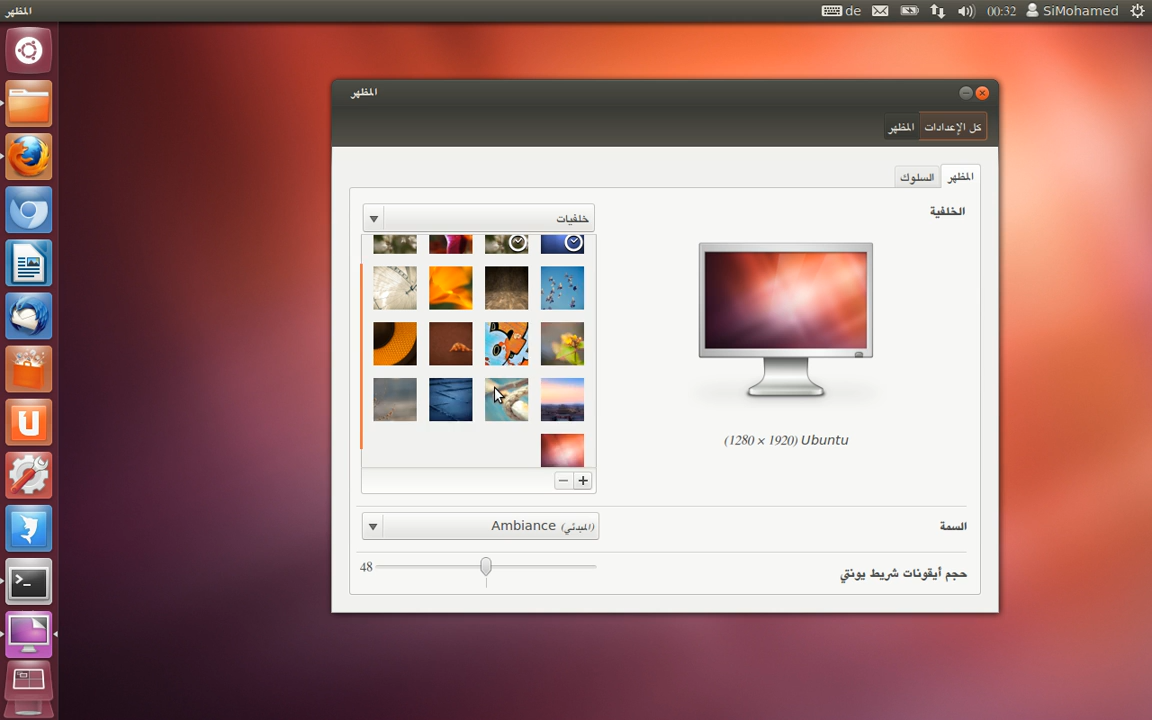 المظهر
de 00:32 SiMohamed
المظهر
كل الإعدادات المظهر
المظهر السلوك
الخلفية
خلفيات
(1280 × 1920) Ubuntu
السمة
Ambiance (المبدئي)
حجم أيقونات شريط يونتي
48